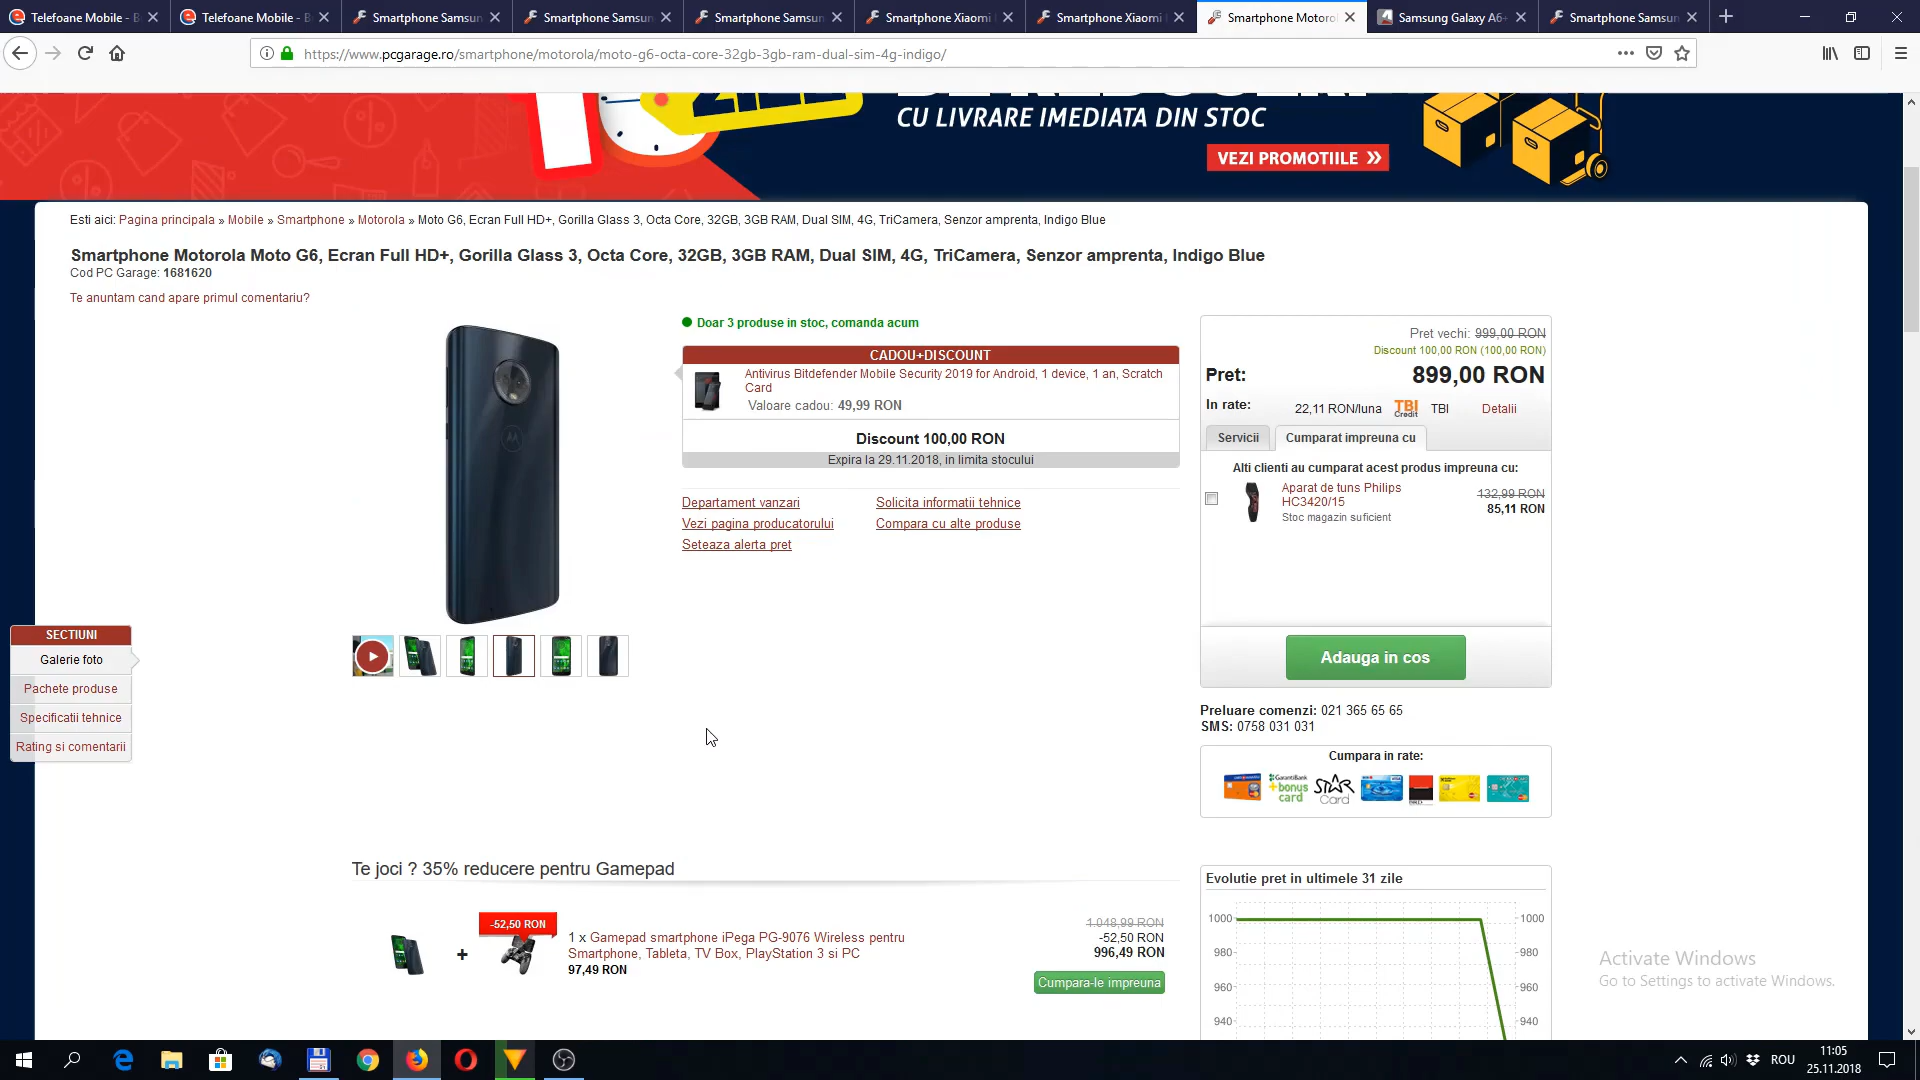 Telefoane Mobile - B
Telefoane Mobile - B
Smartphone Samsun
Smartphone Samsun
Smartphone Samsun
Smartphone Xiaomi
Smartphone Xiaomi
Smartphone Motorol
Samsung Galaxy A6+
Smartphone Samsun
https://www.pcgarage.ro/smartphone/motorola/moto-g6-octa-core-32gb-3gb-ram-dual-sim-4g-indigo/
CU LIVRARE IMEDIATA DIN STOC
VEZI PROMOTIILE
Esti aici: Pagina principala » Mobile » Smartphone » Motorola » Moto G6, Ecran Full HD+, Gorilla Glass 3, Octa Core, 32GB, 3GB RAM, Dual SIM, 4G, TriCamera, Senzor amprenta, Indigo Blue
Smartphone Motorola Moto G6, Ecran Full HD+, Gorilla Glass 3, Octa Core, 32GB, 3GB RAM, Dual SIM, 4G, TriCamera, Senzor amprenta, Indigo Blue
Cod PC Garage: 1681620
Te anuntam cand apare primul comentariu?
Doar 3 produse in stoc, comanda acum
CADOU+DISCOUNT
Antivirus Bitdefender Mobile Security 2019 for Android, 1 device, 1 an, Scratch
Card
Valoare cadou: 49,99 RON
Discount 100,00 RON
Expira la 29.11.2018, in limita stocului
Departament vanzari
Solicita informatii tehnice
Vezi pagina producatorului
Compara cu alte produse
Seteaza alerta pret
Pret vechi: 999,00 RON
Discount 100,00 RON (100,00 RON)
Pret: 899,00 RON
In rate: 22,11 RON/luna TBI Credit TBI Detalii
Servicii
Cumparat impreuna cu
Alti clienti au cumparat acest produs impreuna cu:
Aparat de tuns Philips
HC3420/15
Stoc magazin suficient
132,99 RON
85,11 RON
Adauga in cos
Preluare comenzi: 021 365 65 65
SMS: 0758 031 031
Cumpara in rate:
GarantiBank
+bonus
card
STAR
Card
SECTIUNI
Galerie foto
Pachete produse
Specificatii tehnice
Rating si comentarii
Te joci ? 35% reducere pentru Gamepad
+
-52,50 RON
1 x Gamepad smartphone iPega PG-9076 Wireless pentru
Smartphone, Tableta, TV Box, PlayStation 3 si PC
97,49 RON
1.048,99 RON
-52,50 RON
996,49 RON
Cumpara-le impreuna
Evolutie pret in ultimele 31 zile
1000 1000
980 980
960 960
940 940
Activate Windows
Go to Settings to activate Windows.
ROU
11:05
25.11.2018